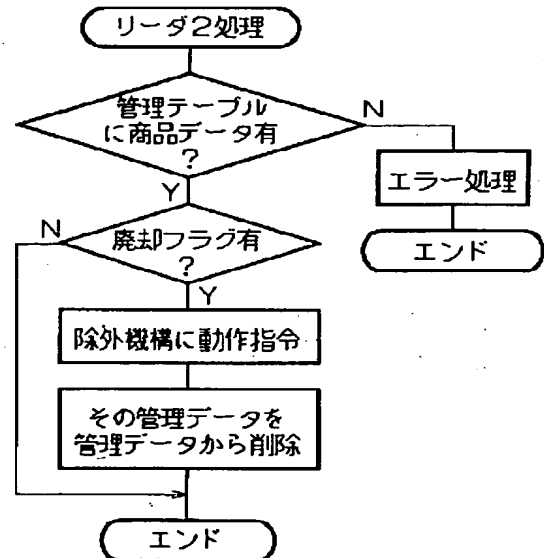 リーダ2処理
管理テーブル
に商品データ有
?
N
Y
エラー処理
エンド
N
廃却フラグ有
?
Y
除外機構に動作指令
その管理データを
管理データから削除
エンド